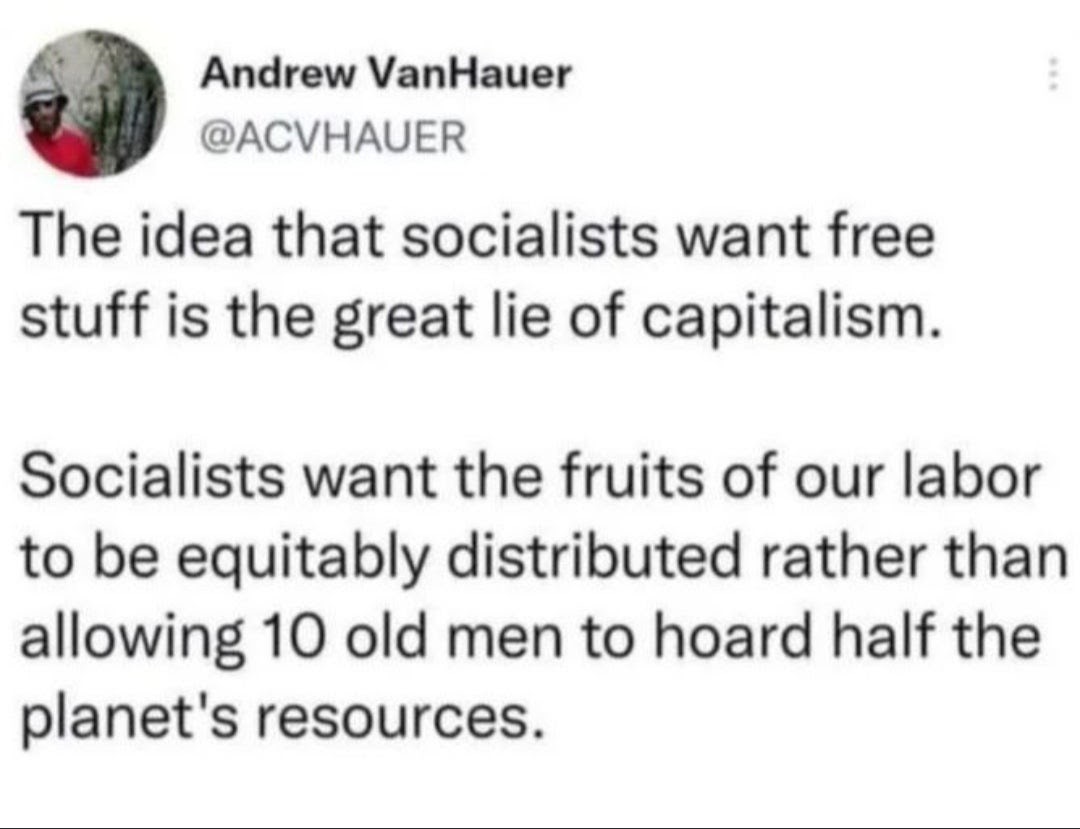 Andrew VanHauer
@ACVHAUER
The idea that socialists want free
stuff is the great lie of capitalism.
Socialists want the fruits of our labor
to be equitably distributed rather than
allowing 10 old men to hoard half the
planet's resources.